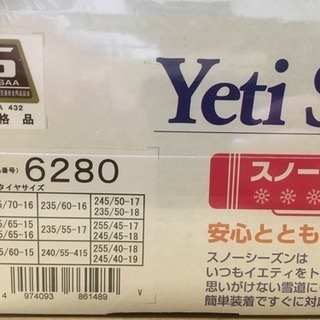 SAA
A 432
格 品
Yeti S
番号) 6280
タイヤサイズ
5/70-16 235/60-16 245/50-17
235/50-18
5/65-15 235/55-17 255/45-17
5/65-16 245/45-18
5/60-15 240/55-415 255/40-18
245/40-19
4 974093 861489 V
スノー
安心ととも
スノーシーズンは
いつもイエティをト
思いがけない雪道に
簡単装着ですぐに対応